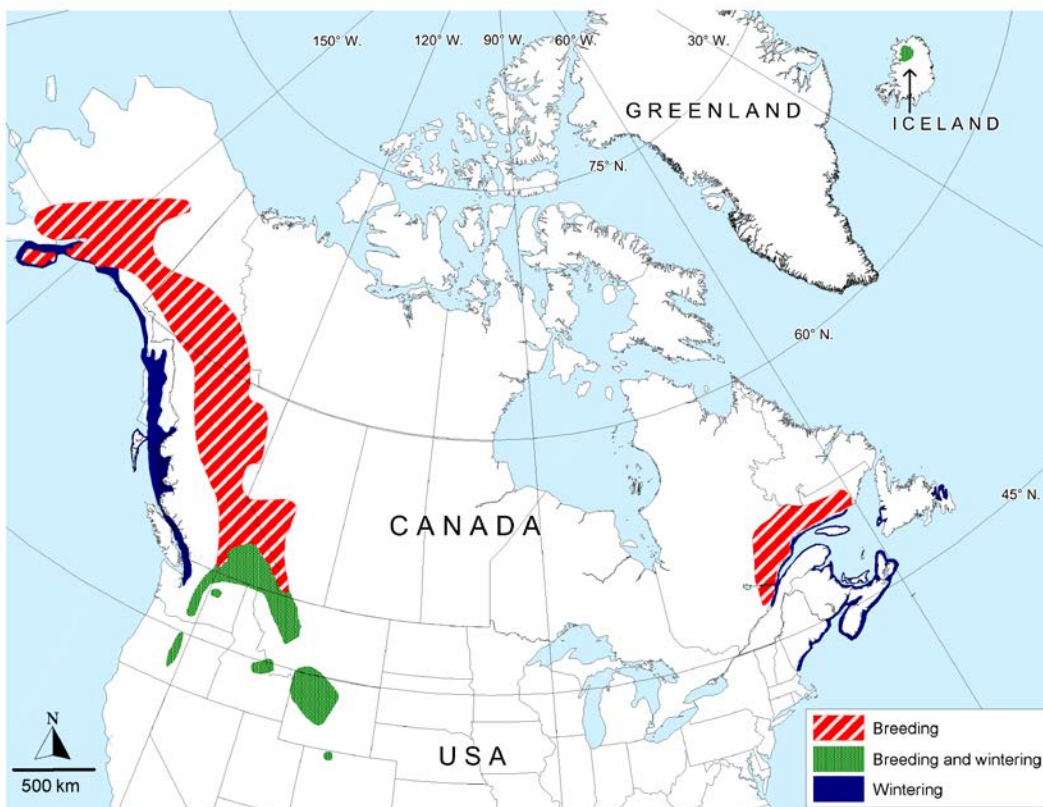 150° W.
120° W.
90° W.
60° W.
30° W.
GREENLAND
ICELAND
75° N.
60° N.
45° N.
CANADA
USA
N
500 km
Breeding
Breeding and wintering
Wintering